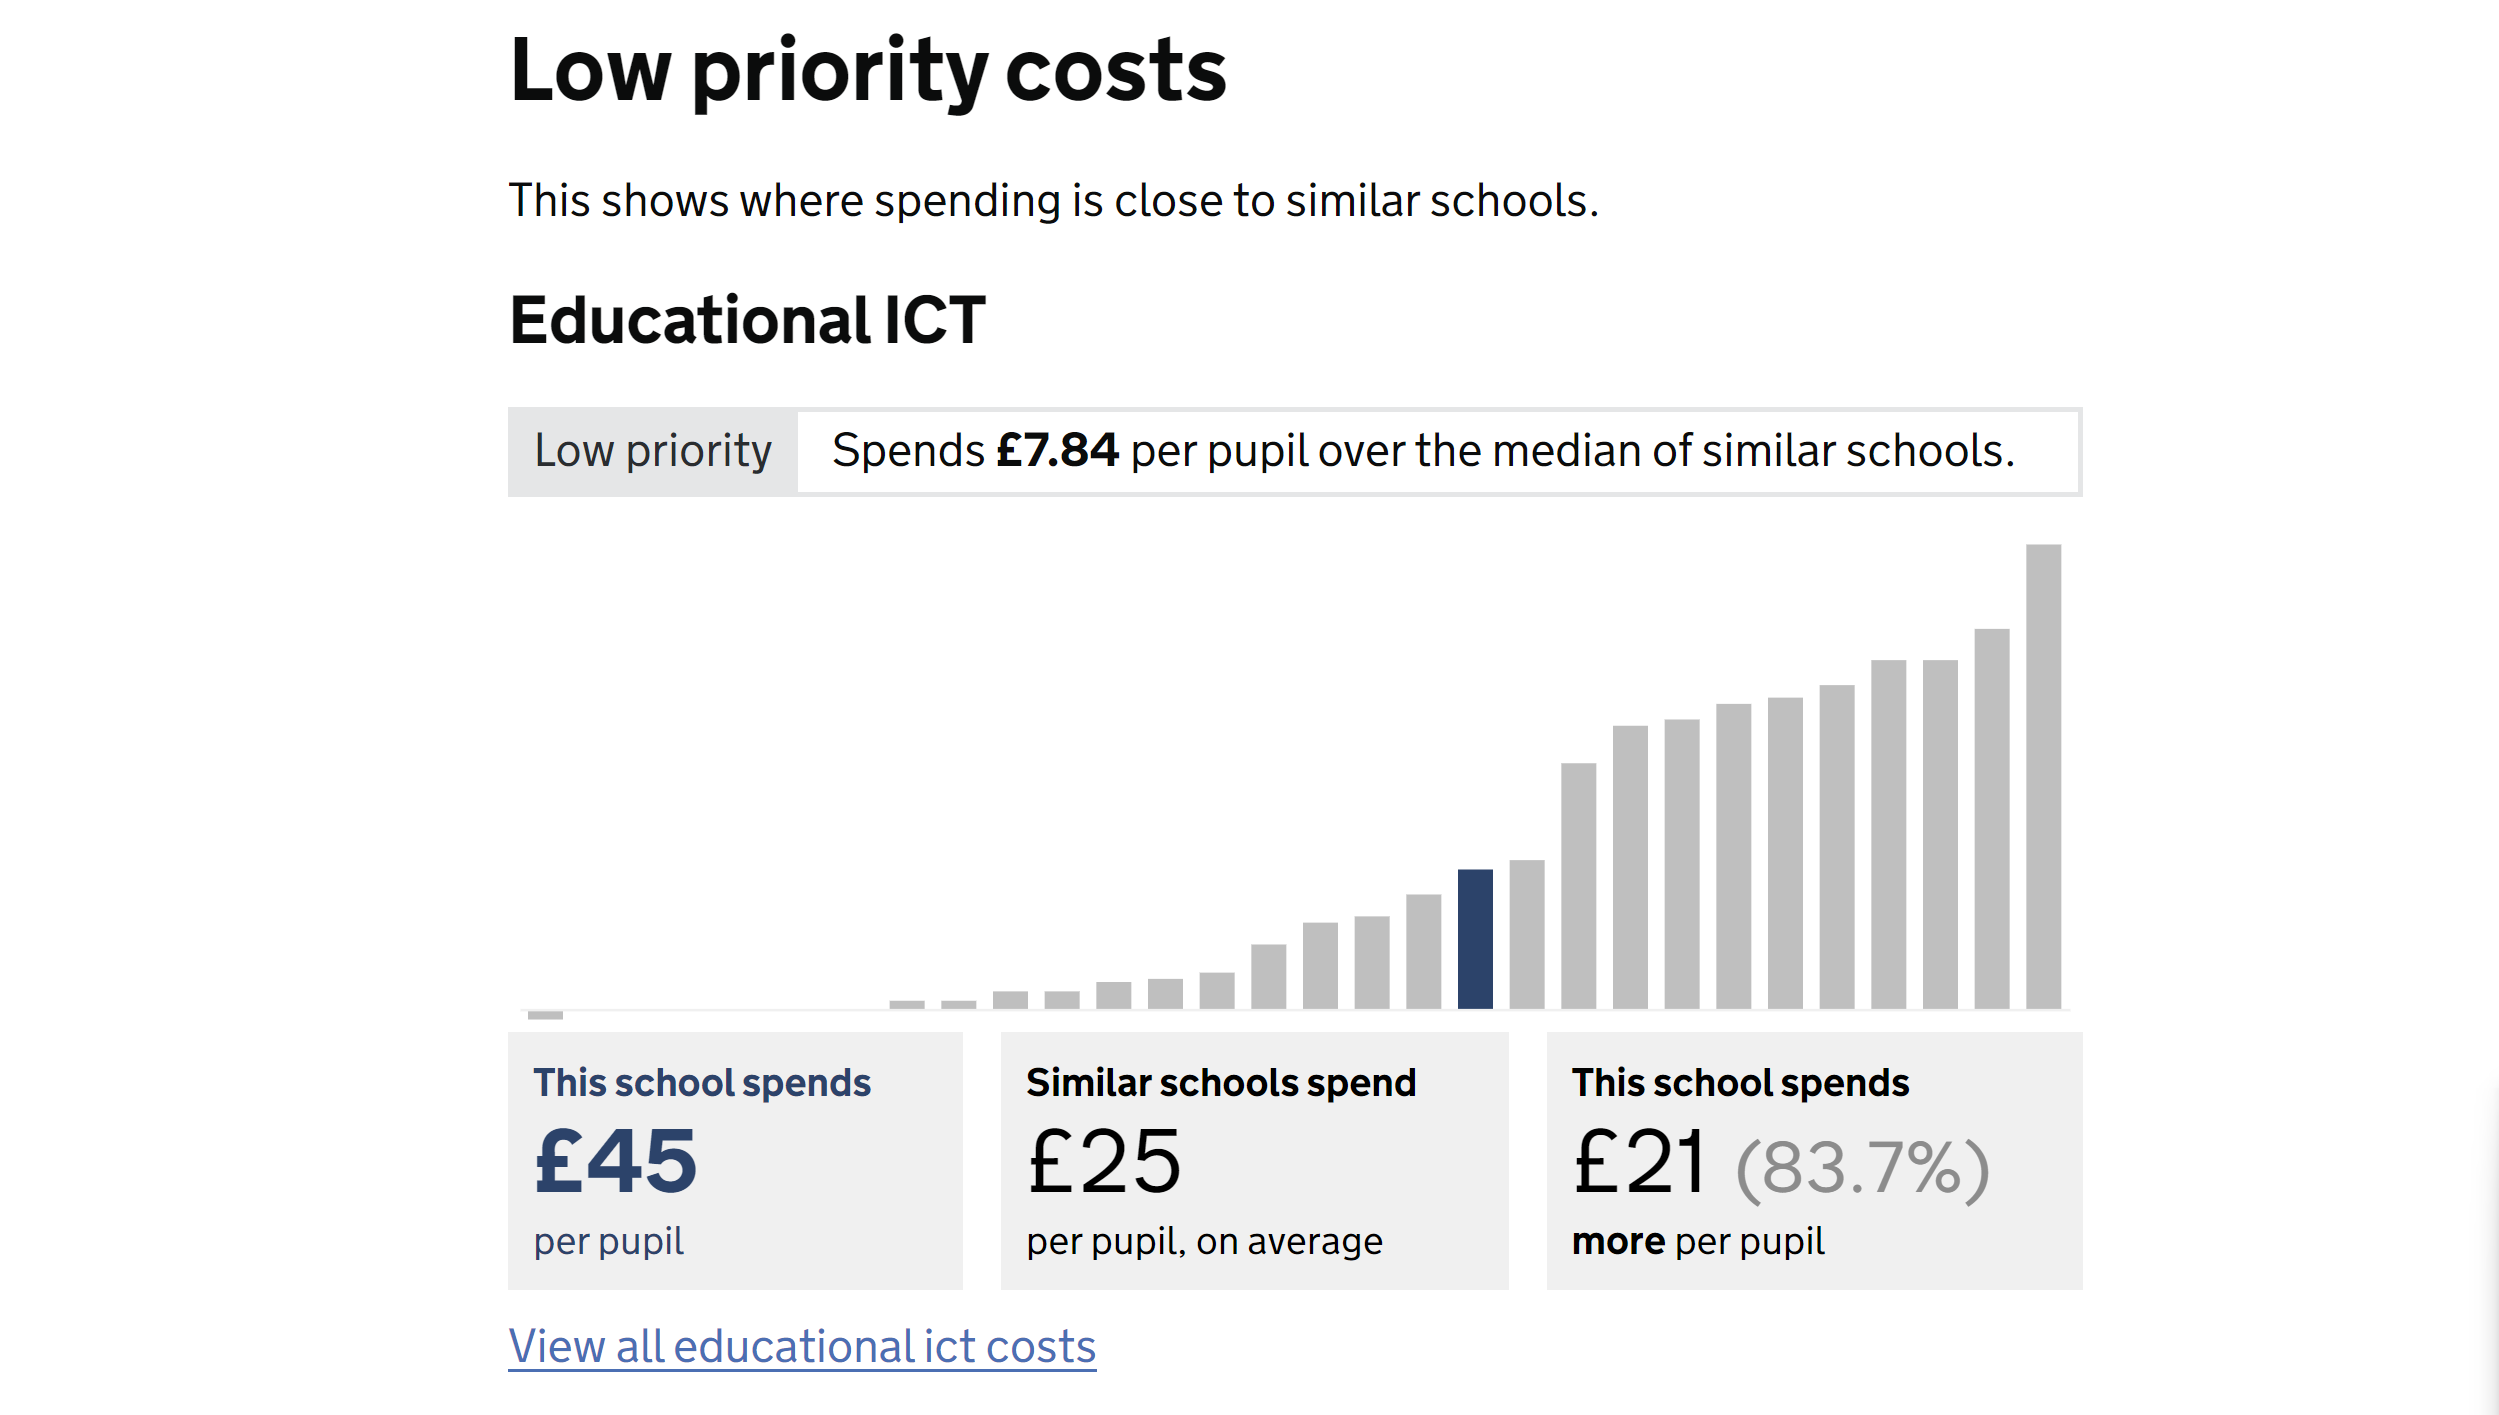 Low priority costs
This shows where spending is close to similar schools.
Educational ICT
Low priority Spends £7.84 per pupil over the median of similar schools.
This school spends
£45
per pupil
Similar schools spend
£25
per pupil, on average
This school spends
£21 (83.7%)
more per pupil
View all educational ict costs